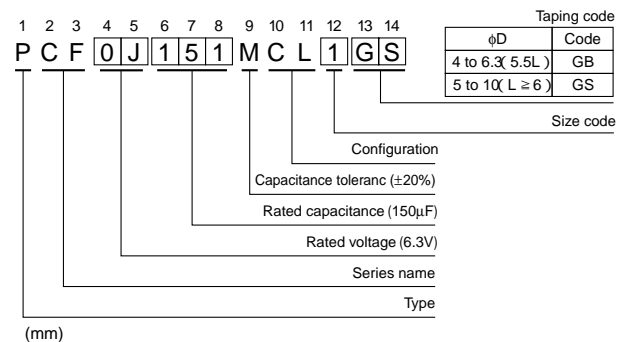 Taping code
1 2 3 4 5 6 7 8 9 10 11 12 13 14
P C F 0 J 1 5 1 M C L 1 G S
φD Code
4 to 6.3( 5.5L ) GB
5 to 10( L ≧ 6 ) GS
Size code
Configuration
Capacitance toleranc (±20%)
Rated capacitance (150μF)
Rated voltage (6.3V)
Series name
Type
(mm)